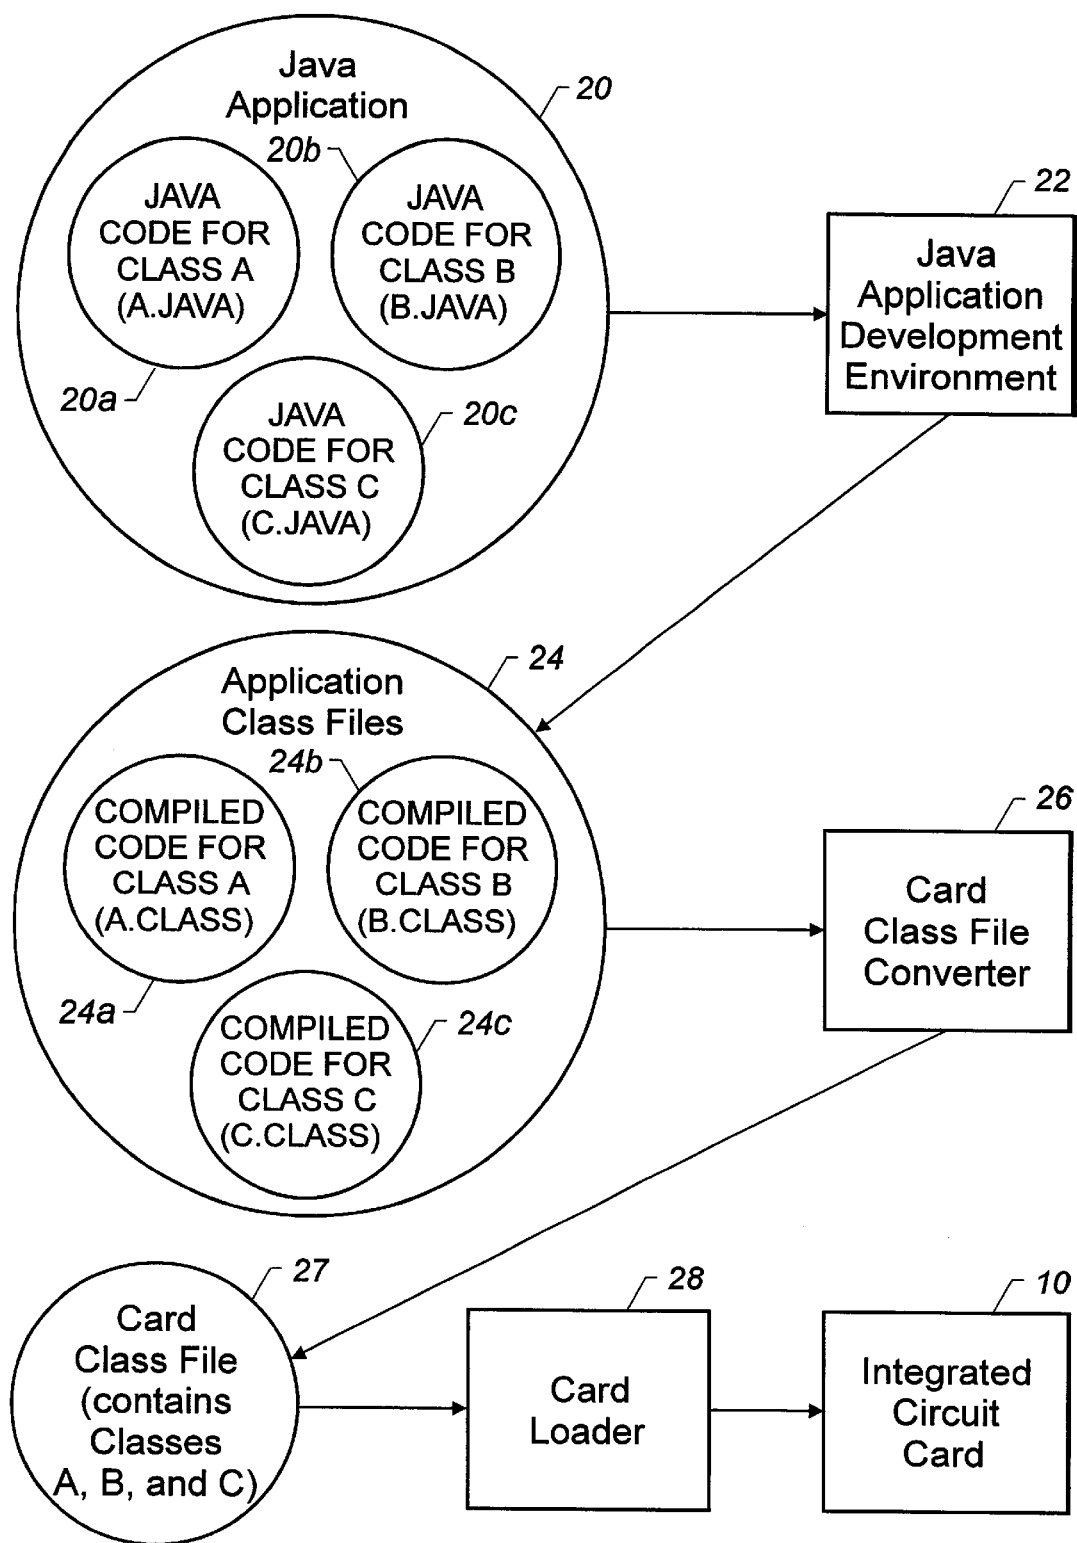 Java
Application
20
20b
JAVA
CODE FOR
CLASS A
(A.JAVA)
JAVA
CODE FOR
CLASS B
(B.JAVA)
20a
JAVA
CODE FOR
CLASS C
(C.JAVA)
20c
22
Java
Application
Development
Environment
24
Application
Class Files
24b
COMPILED
CODE FOR
CLASS A
(A.CLASS)
COMPILED
CODE FOR
CLASS B
(B.CLASS)
24a
COMPILED
CODE FOR
CLASS C
(C.CLASS)
24c
26
Card
Class File
Converter
27
Card
Class File
(contains
Classes
A, B, and C)
28
Card
Loader
10
Integrated
Circuit
Card